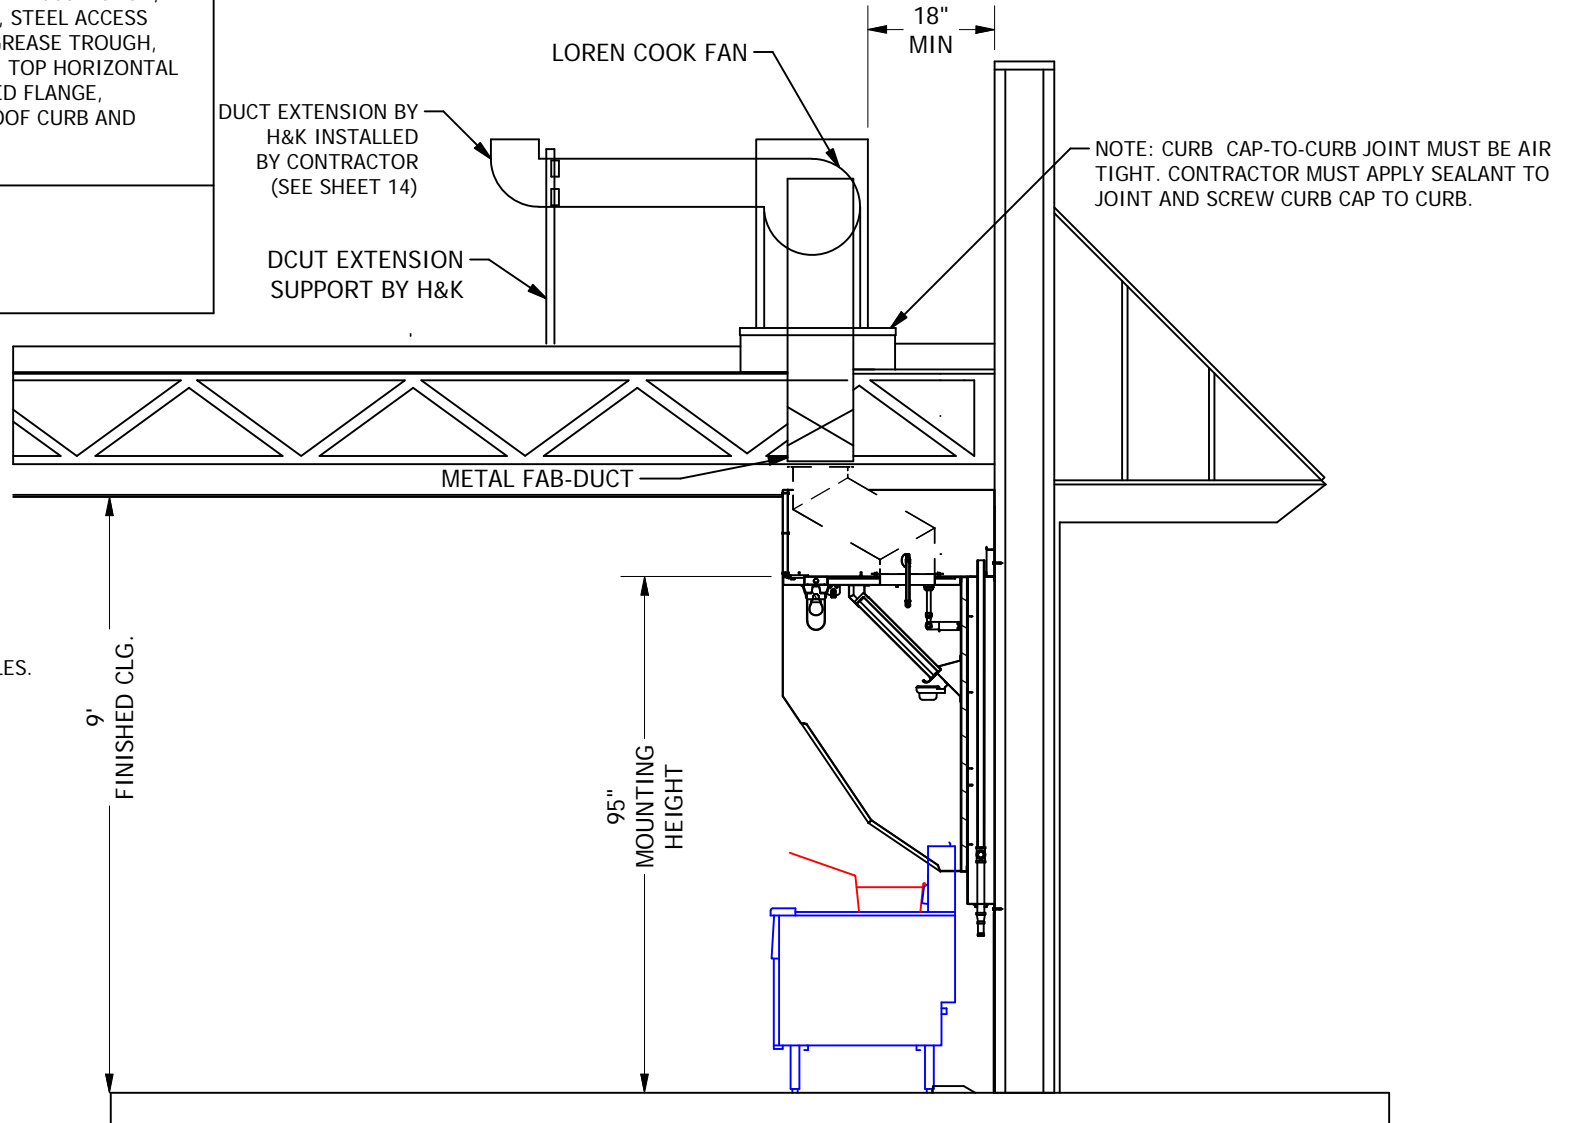 , STEEL ACCESS
GREASE TROUGH,
TOP HORIZONTAL
ED FLANGE,
OOF CURB AND
18"
MIN
LOREN COOK FAN
DUCT EXTENSION BY
H&K INSTALLED
BY CONTRACTOR
(SEE SHEET 14)
NOTE: CURB CAP-TO-CURB JOINT MUST BE AIR
TIGHT. CONTRACTOR MUST APPLY SEALANT TO
JOINT AND SCREW CURB CAP TO CURB.
DCUT EXTENSION
SUPPORT BY H&K
METAL FAB-DUCT
LES.
9'
FINISHED CLG.
95"
MOUNTING
HEIGHT